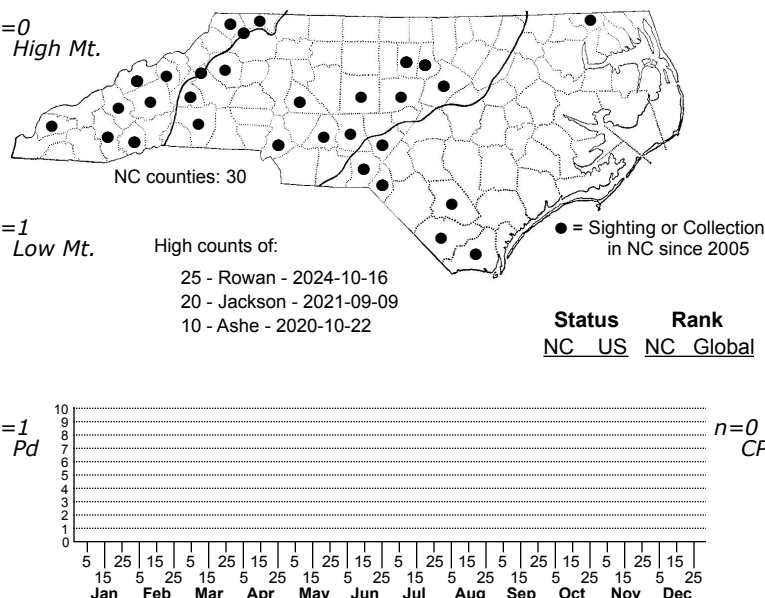 =0
High Mt.
NC counties: 30
=1
Low Mt.
High counts of:
25 - Rowan - 2024-10-16
20 - Jackson - 2021-09-09
10 - Ashe - 2020-10-22
● = Sighting or Collection
in NC since 2005
Status Rank
NC US NC Global
=1
Pd
n=0
CP
10
9
8
7
6
5
4
3
2
1
0
5 25 15 5 25 15 5 25 15 5 25 15 5 25 15 5 25 15
15 5 25 15 5 25 15 5 25 15 5 25 15 5 25 15 5 25
Jan Feb Mar Apr May Jun Jul Aug Sep Oct Nov Dec